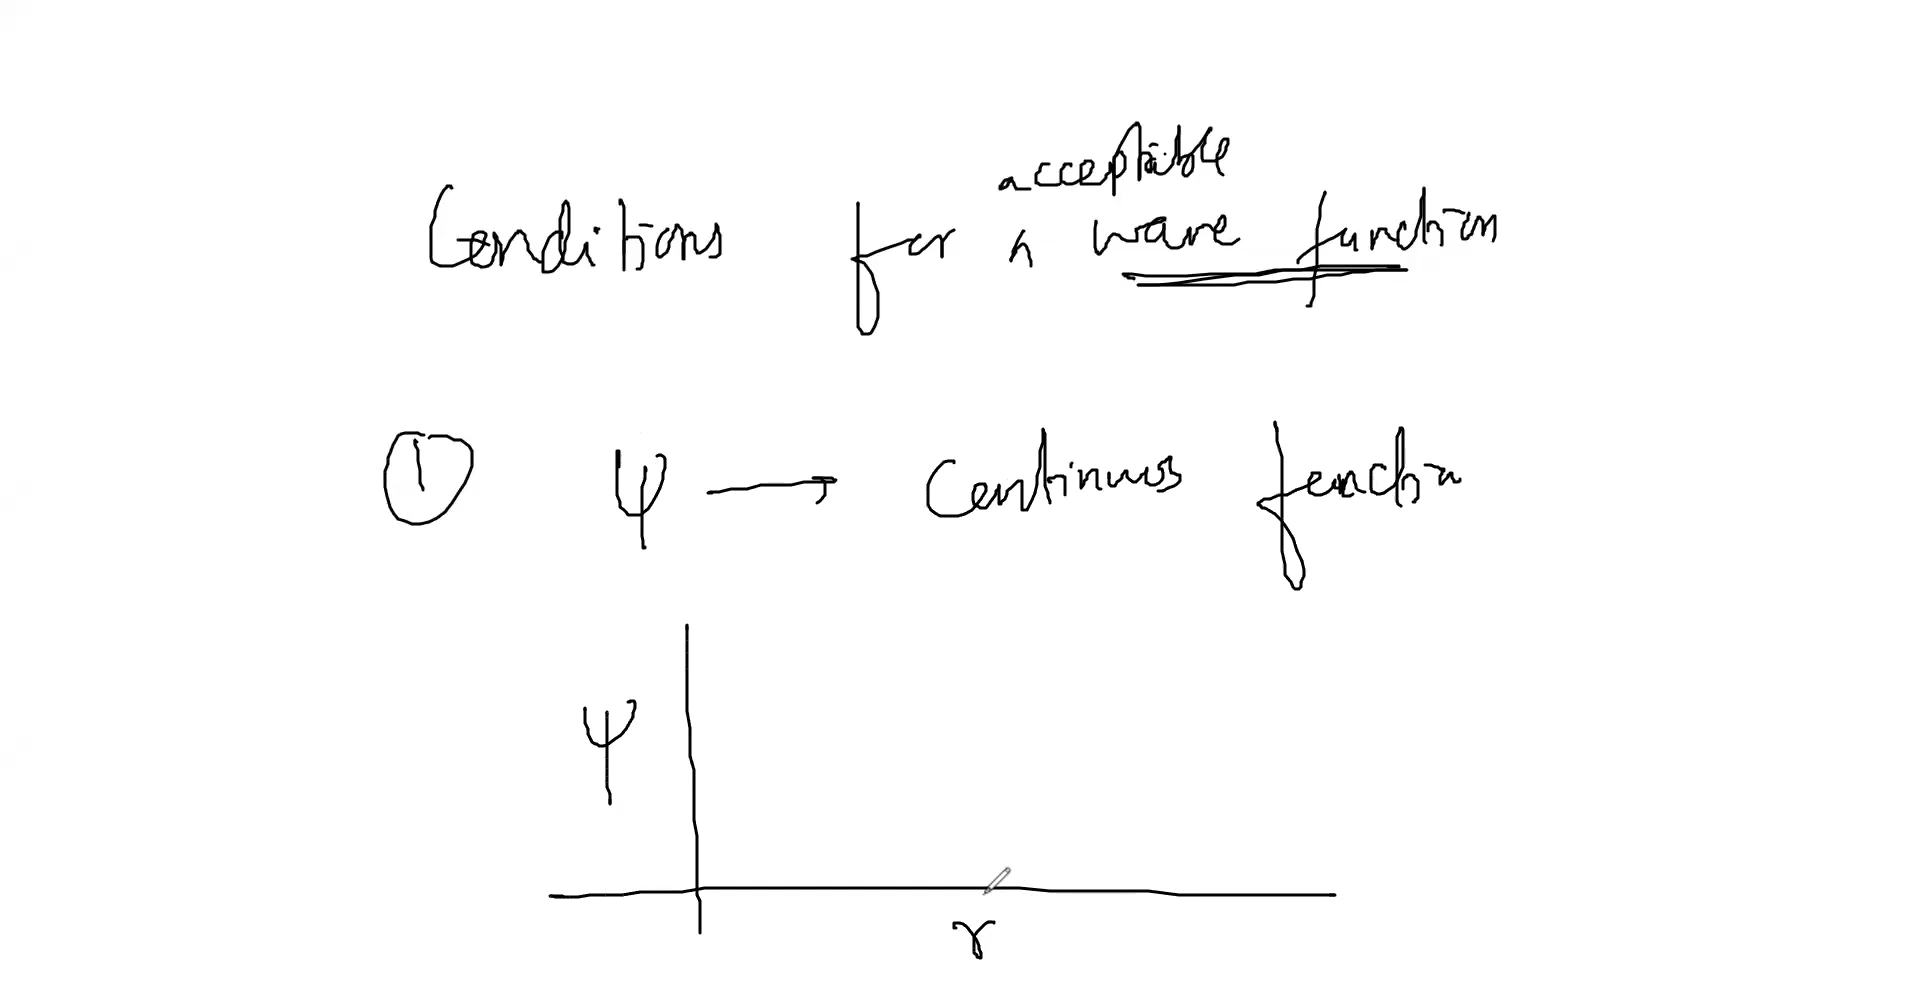 acceptable
Conditions for a wave function
1 ψ → Continuous function
ψ
r